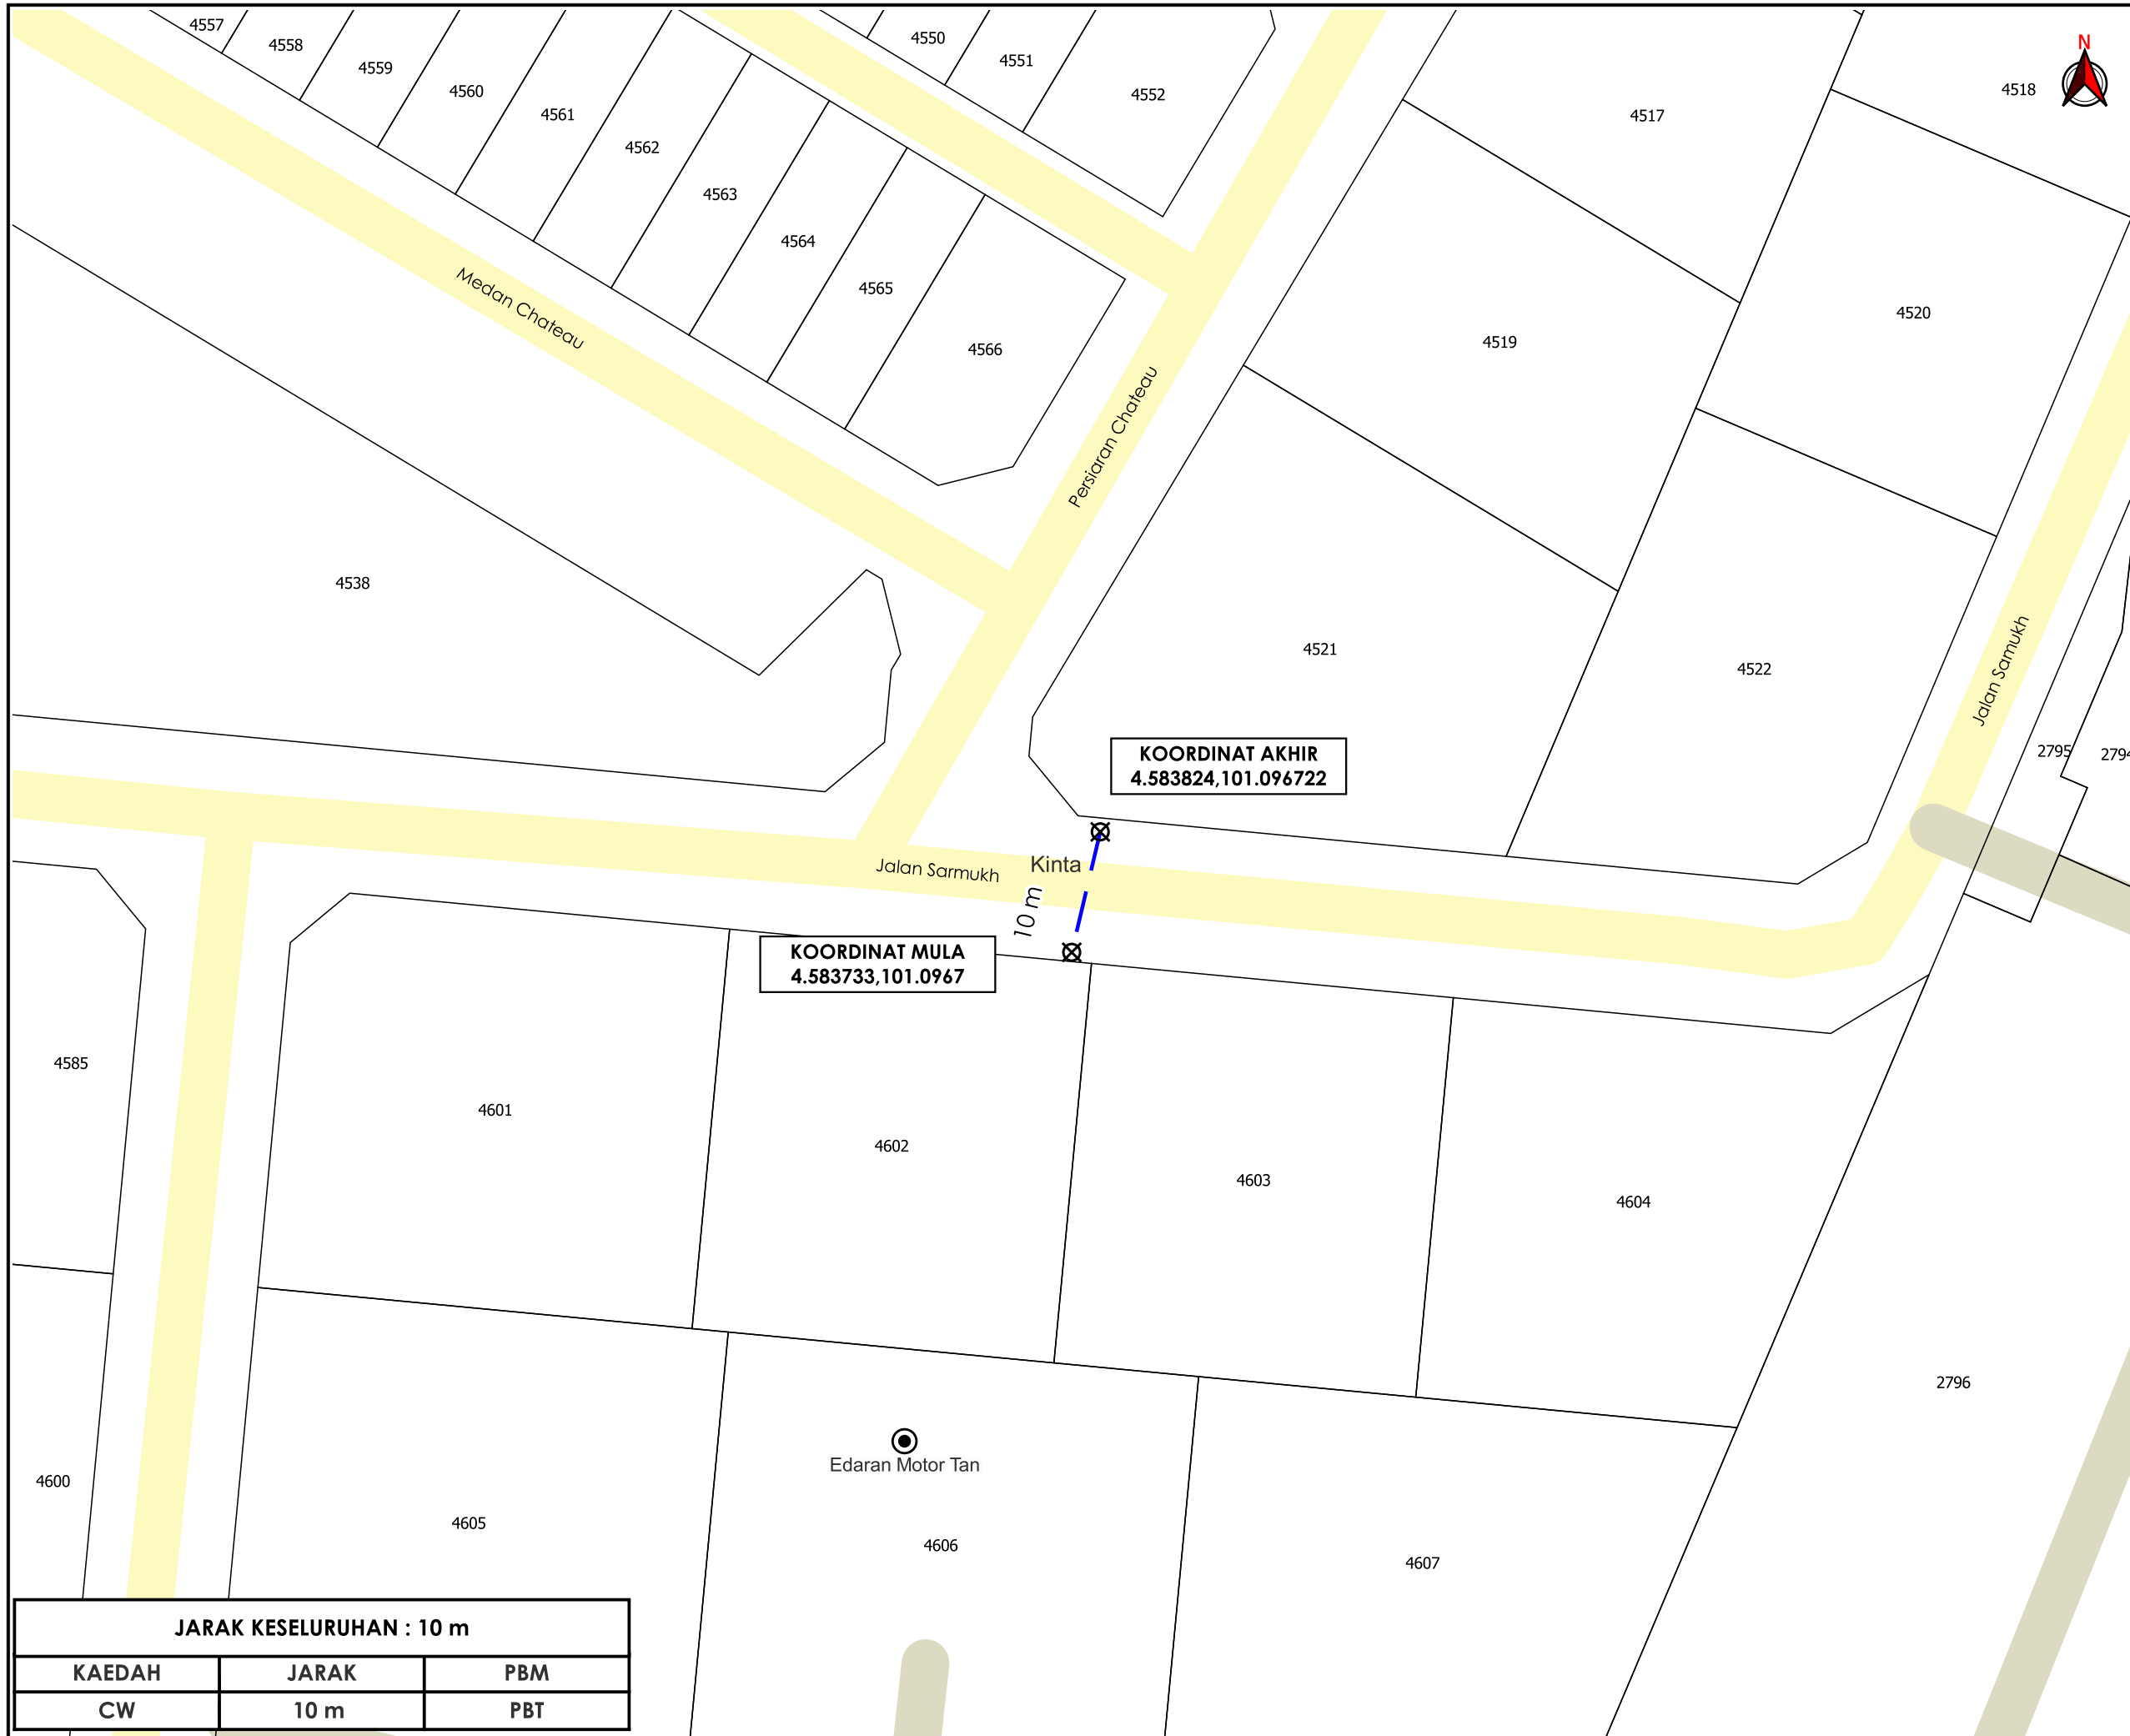 4557
4558
4559
4560
4561
4562
4563
4564
4565
4566
4550
4551
4552
4517
4518
N
4519
4520
4521
4522
Medan Chateau
Persiaran Chateau
Jalan Samukh
4538
2795
2794
KOORDINAT AKHIR
4.583824,101.096722
Jalan Sarmukh
Kinta
10 m
KOORDINAT MULA
4.583733,101.0967
4585
4601
4602
4603
4604
2796
4600
4605
Edaran Motor Tan
4606
4607
JARAK KESELURUHAN : 10 m
KAEDAH JARAK PBM
CW 10 m PBT